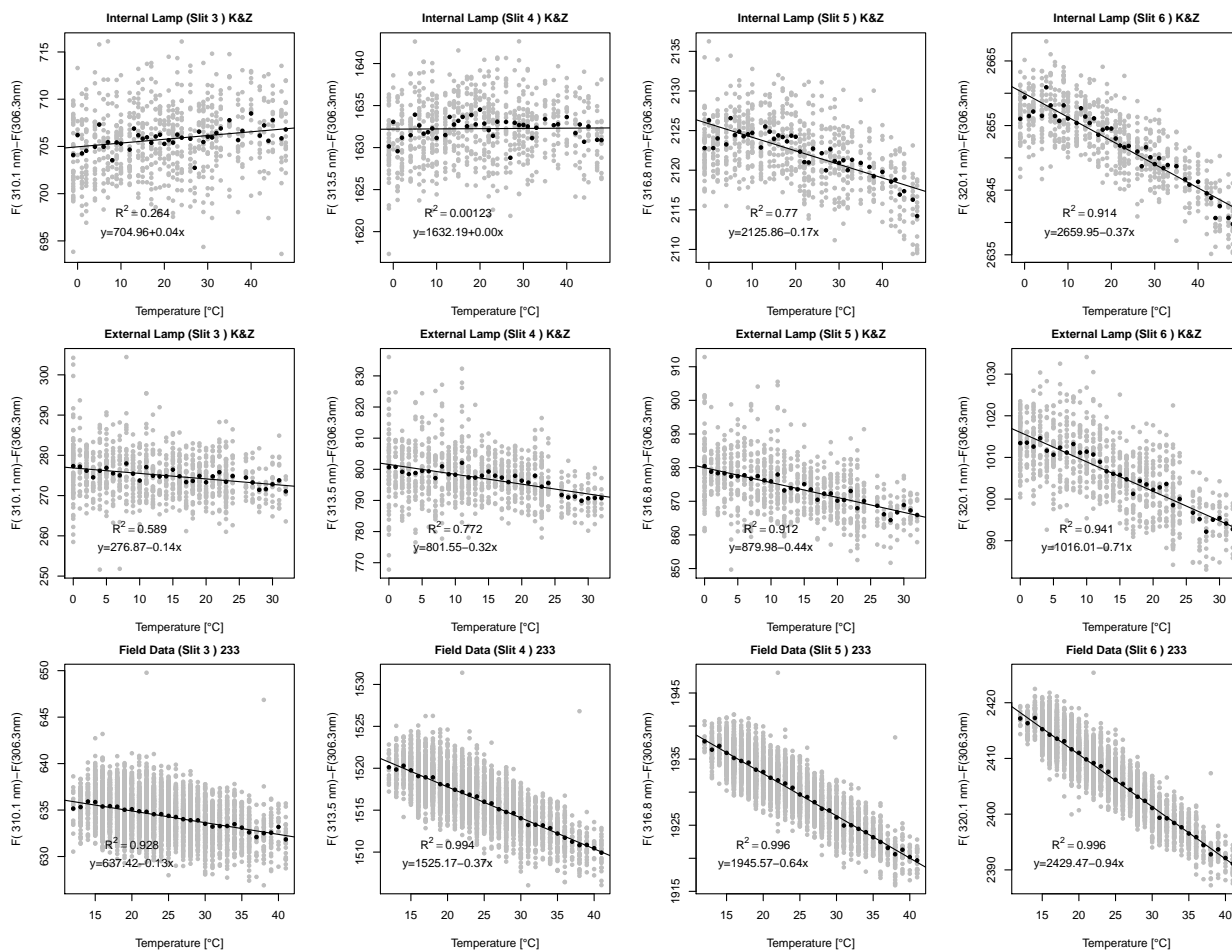 Internal Lamp (Slit 3 ) K&Z
F( 310.1 nm)−F(306.3nm)
715
710
705
700
695
R² = 0.264
y=704.96+0.04x
0 10 20 30 40
Temperature [°C]
Internal Lamp (Slit 4 ) K&Z
F( 313.5 nm)−F(306.3nm)
1640
1635
1630
1625
1620
R² = 0.00123
y=1632.19+0.00x
0 10 20 30 40
Temperature [°C]
Internal Lamp (Slit 5 ) K&Z
F( 316.8 nm)−F(306.3nm)
2135
2130
2125
2120
2115
2110
R² = 0.77
y=2125.86−0.17x
0 10 20 30 40
Temperature [°C]
Internal Lamp (Slit 6 ) K&Z
F( 320.1 nm)−F(306.3nm)
2665
2655
2645
2635
R² = 0.914
y=2659.95−0.37x
0 10 20 30 40
Temperature [°C]
External Lamp (Slit 3 ) K&Z
F( 310.1 nm)−F(306.3nm)
300
290
280
270
260
250
R² = 0.589
y=276.87−0.14x
0 5 10 15 20 25 30
Temperature [°C]
External Lamp (Slit 4 ) K&Z
F( 313.5 nm)−F(306.3nm)
830
820
810
800
790
780
770
R² = 0.772
y=801.55−0.32x
0 5 10 15 20 25 30
Temperature [°C]
External Lamp (Slit 5 ) K&Z
F( 316.8 nm)−F(306.3nm)
910
900
890
880
870
860
850
R² = 0.912
y=879.98−0.44x
0 5 10 15 20 25 30
Temperature [°C]
External Lamp (Slit 6 ) K&Z
F( 320.1 nm)−F(306.3nm)
1030
1020
1010
1000
990
R² = 0.941
y=1016.01−0.71x
0 5 10 15 20 25 30
Temperature [°C]
Field Data (Slit 3 ) 233
F( 310.1 nm)−F(306.3nm)
650
645
640
635
630
R² = 0.928
y=637.42−0.13x
15 20 25 30 35 40
Temperature [°C]
Field Data (Slit 4 ) 233
F( 313.5 nm)−F(306.3nm)
1530
1525
1520
1515
1510
R² = 0.994
y=1525.17−0.37x
15 20 25 30 35 40
Temperature [°C]
Field Data (Slit 5 ) 233
F( 316.8 nm)−F(306.3nm)
1945
1935
1925
1915
R² = 0.996
y=1945.57−0.64x
15 20 25 30 35 40
Temperature [°C]
Field Data (Slit 6 ) 233
F( 320.1 nm)−F(306.3nm)
2420
2410
2400
2390
R² = 0.996
y=2429.47−0.94x
15 20 25 30 35 40
Temperature [°C]